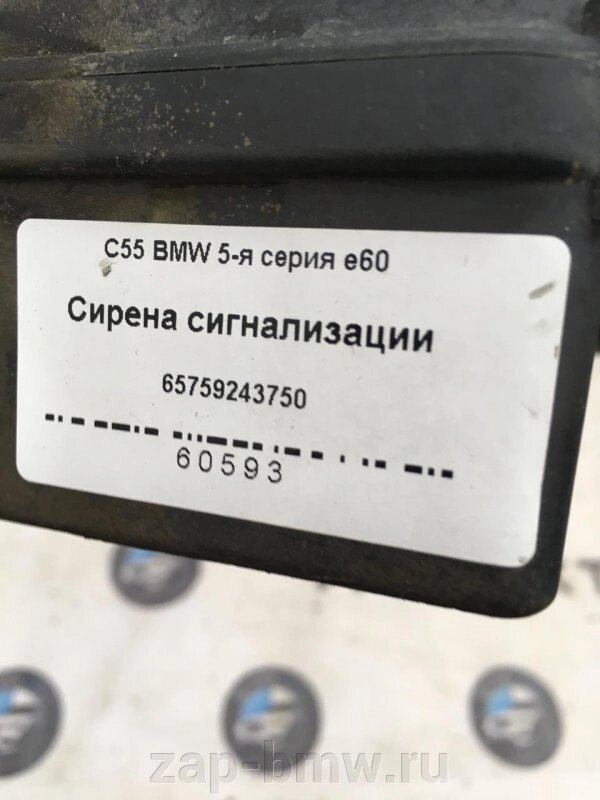 C55 BMW 5-я серия e60
Сирена сигнализации
65759243750
60593
zap-bmw.ru